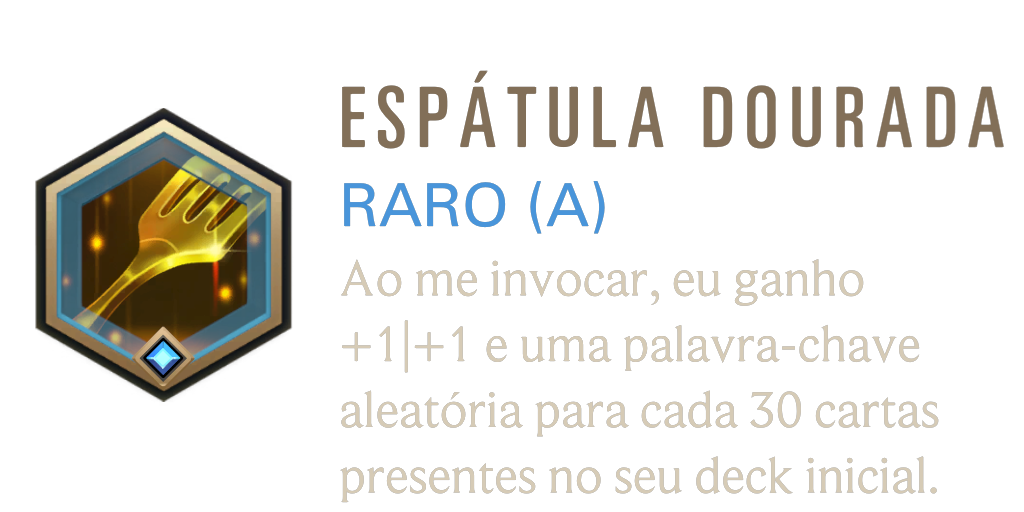 ESPÁTULA DOURADA
RARO (A)
Ao me invocar, eu ganho
+1|+1 e uma palavra-chave
aleatória para cada 30 cartas
presentes no seu deck inicial.